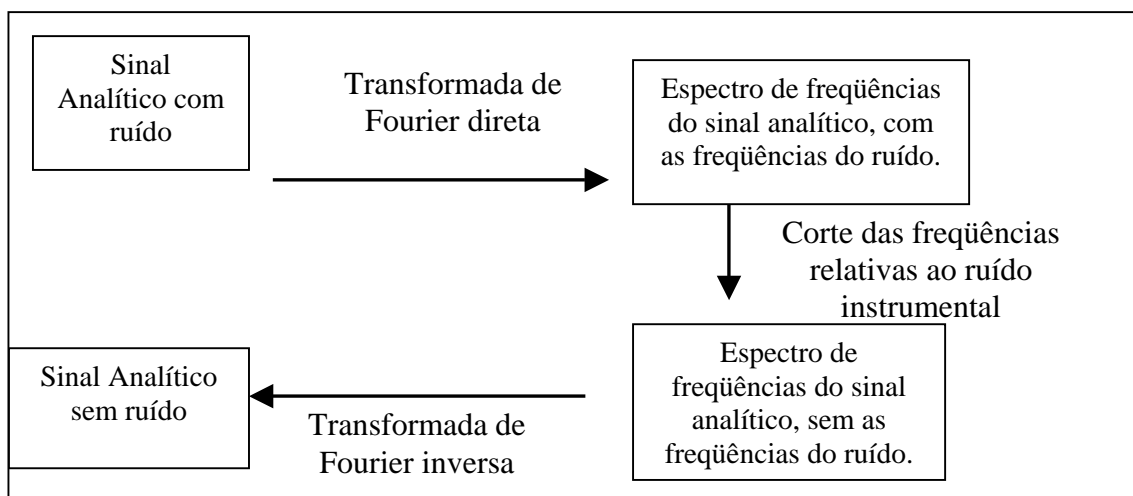 Sinal
Analítico com
ruído
Transformada de
Fourier direta
Espectro de freqüências
do sinal analítico, com
as freqüências do ruído.
Corte das freqüências
relativas ao ruído
instrumental
Espectro de
freqüências do sinal
analítico, sem as
freqüências do ruído.
Transformada de
Fourier inversa
Sinal Analítico
sem ruído